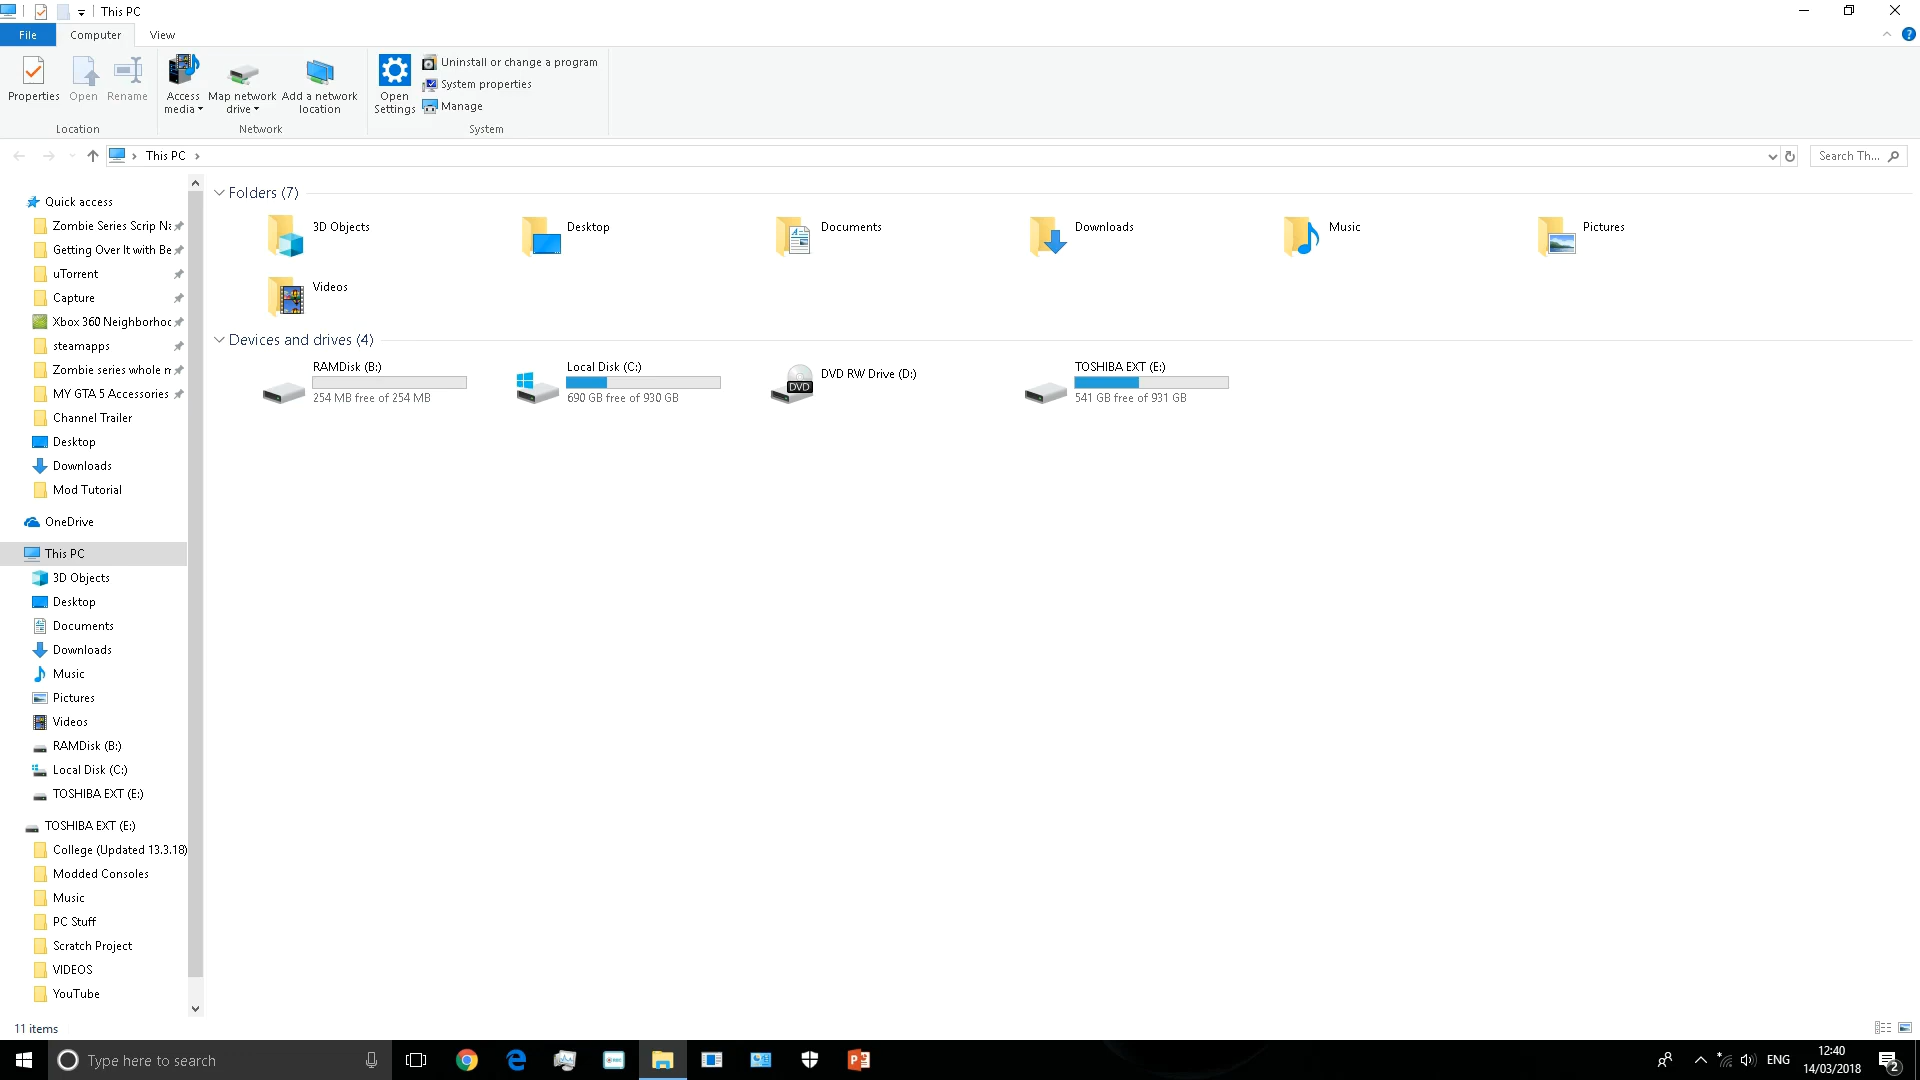 This PC
File
Computer
View
Properties
Open
Rename
Access media
Map network drive
Add a network location
Open Settings
Uninstall or change a program
System properties
Manage
Location
Network
System
This PC
Search Th...
Quick access
Zombie Series Scrip Na
Getting Over It with Be
uTorrent
Capture
Xbox 360 Neighborhoo
steamapps
Zombie series whole m
MY GTA 5 Accessories
Channel Trailer
Desktop
Downloads
Mod Tutorial
OneDrive
This PC
3D Objects
Desktop
Documents
Downloads
Music
Pictures
Videos
RAMDisk (B:)
Local Disk (C:)
TOSHIBA EXT (E:)
TOSHIBA EXT (E:)
College (Updated 13.3.18)
Modded Consoles
Music
PC Stuff
Scratch Project
VIDEOS
YouTube
Folders (7)
3D Objects
Desktop
Documents
Downloads
Music
Pictures
Videos
Devices and drives (4)
RAMDisk (B:)
254 MB free of 254 MB
Local Disk (C:)
690 GB free of 930 GB
DVD
DVD RW Drive (D:)
TOSHIBA EXT (E:)
541 GB free of 931 GB
11 items
Type here to search
ENG
12:40
14/03/2018
2